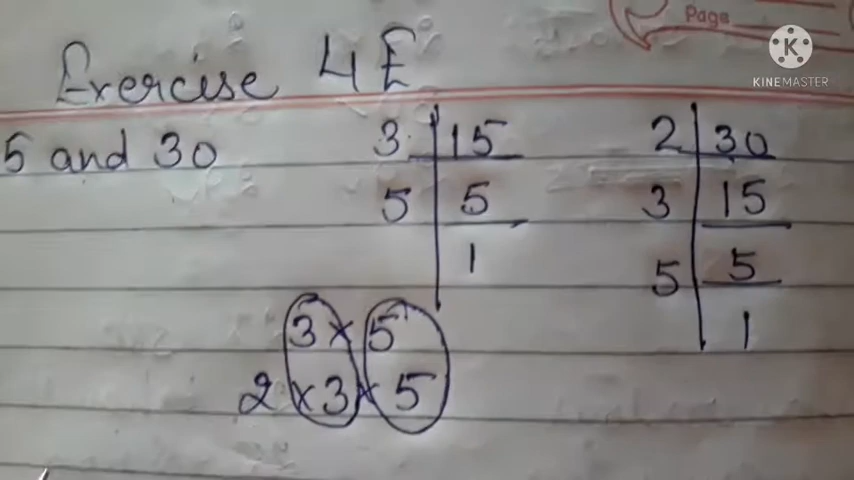 Page
KINEMASTER
Exercise 4E
5 and 30
3 15
5 5
1
2 30
3 15
5 5
1
3 × 5
2 × 3 × 5